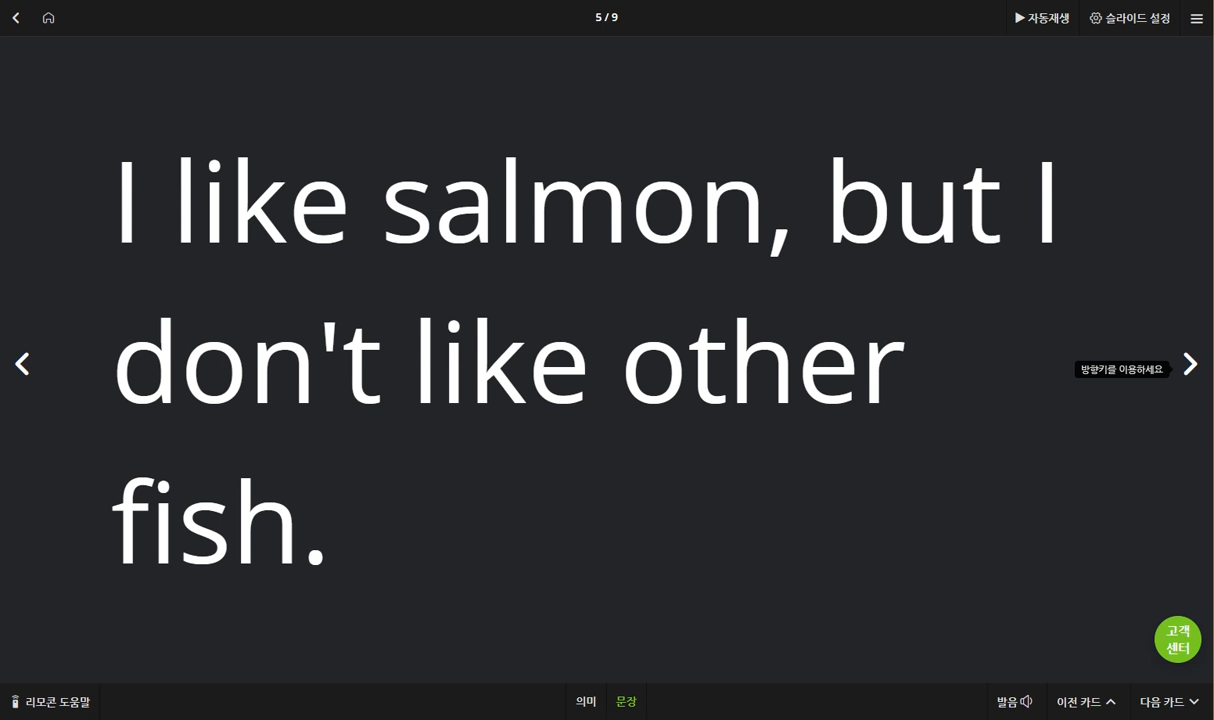 5 / 9
자동재생
슬라이드 설정
I like salmon, but I
don't like other
fish.
방향키를 이용하세요
고객
센터
리모콘 도움말
의미
문장
발음
이전 카드
다음 카드